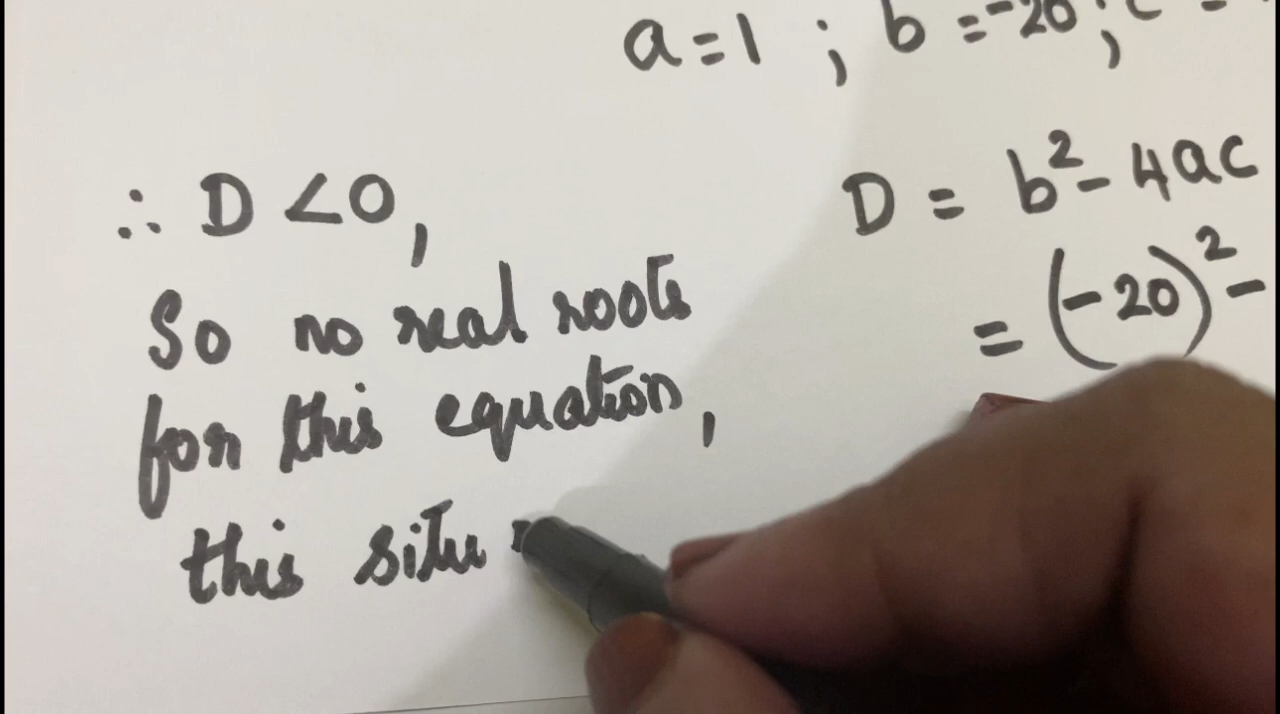 a=1 ; b =-20 ; c =
D = b²- 4ac
= (-20)² -
∴ D <0,
So no real roots
for this equation,
this situ